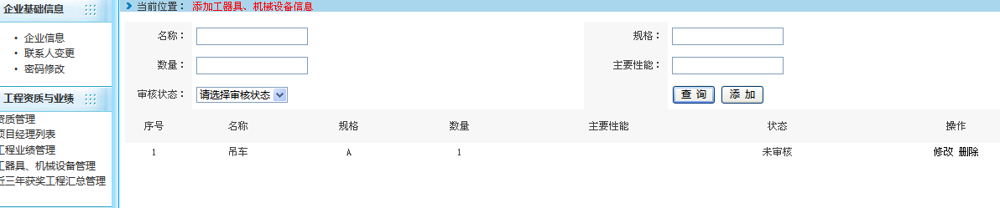 企业基础信息
• 企业信息
• 联系人变更
• 密码修改
工程资质与业绩
资质管理
项目经理列表
工程业绩管理
工器具、机械设备管理
近三年获奖工程汇总管理
当前位置： 添加工器具、机械设备信息
名称： 规格：
数量： 主要性能：
审核状态： 请选择审核状态 查 询 添 加
序号 名称 规格 数量 主要性能 状态 操作
1 吊车 A 1 未审核 修改 删除